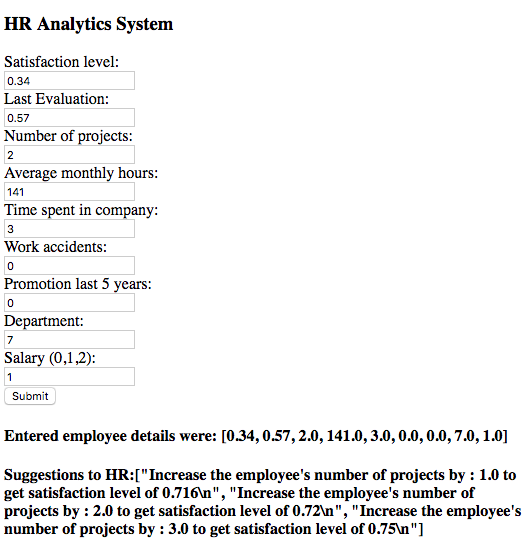 HR Analytics System
Satisfaction level:
0.34
Last Evaluation:
0.57
Number of projects:
2
Average monthly hours:
141
Time spent in company:
3
Work accidents:
0
Promotion last 5 years:
0
Department:
7
Salary (0,1,2):
1
Submit
Entered employee details were: [0.34, 0.57, 2.0, 141.0, 3.0, 0.0, 0.0, 7.0, 1.0]
Suggestions to HR:["Increase the employee's number of projects by : 1.0 to
get satisfaction level of 0.716\n", "Increase the employee's number of
projects by : 2.0 to get satisfaction level of 0.72\n", "Increase the employee's
number of projects by : 3.0 to get satisfaction level of 0.75\n"]